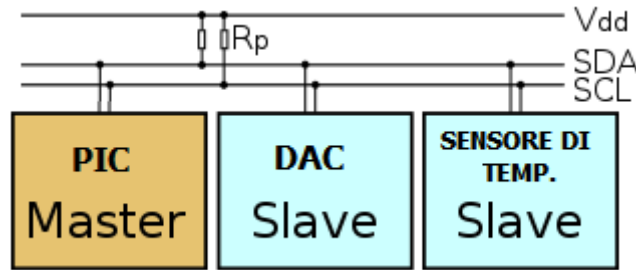 Vdd
Rp
SDA
SCL
PIC
Master
DAC
Slave
SENSORE DI
TEMP.
Slave